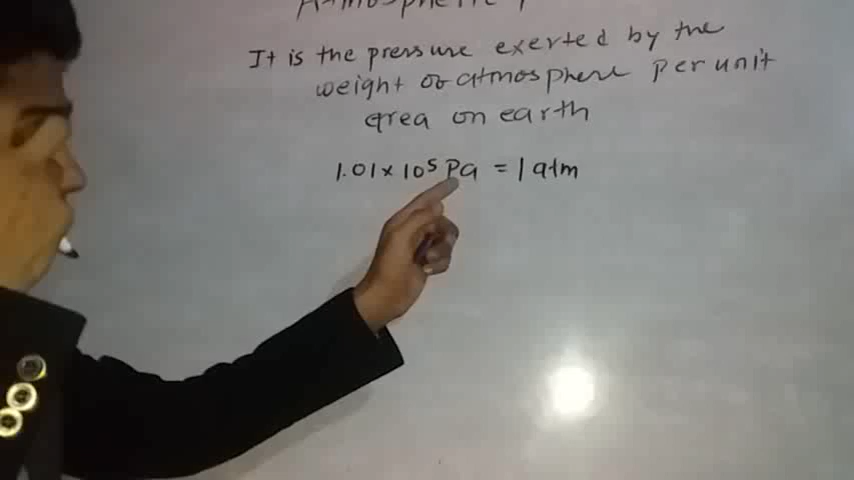 Atmospheric P
It is the pressure exerted by the
weight of atmosphere per unit
area on earth
1.01 × 10⁵ Pa = 1 atm